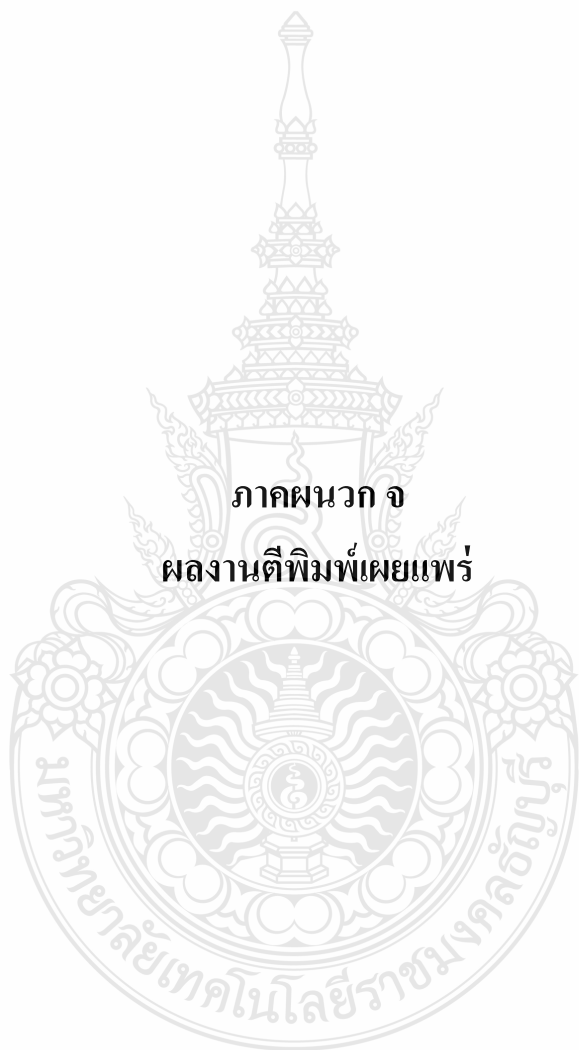 ภาคผนวก จ
ผลงานตีพิมพ์เผยแพร่
มหาวิทยาลัยเทคโนโลยีราชมงคลธัญบุรี